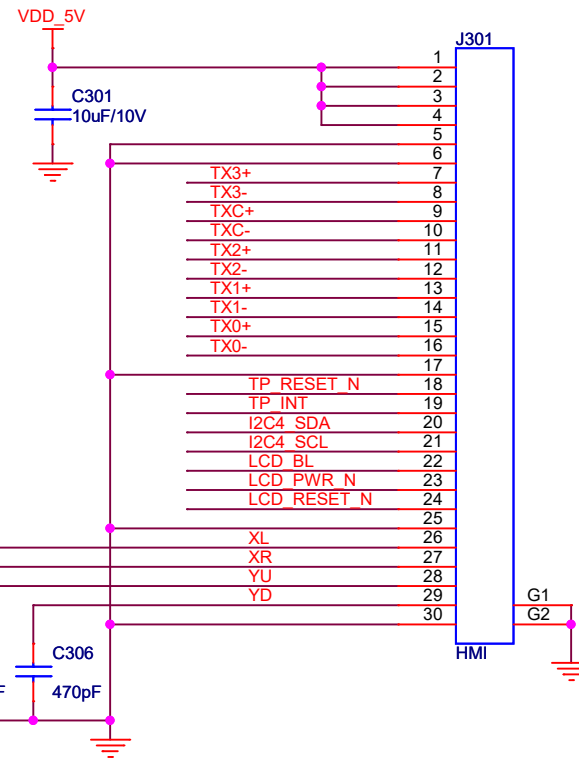 VDD_5V
J301
C301
10uF/10V
1
2
3
4
5
6
TX3+ 7
TX3- 8
TXC+ 9
TXC- 10
TX2+ 11
TX2- 12
TX1+ 13
TX1- 14
TX0+ 15
TX0- 16
17
TP_RESET_N 18
TP_INT 19
I2C4_SDA 20
I2C4_SCL 21
LCD_BL 22
LCD_PWR_N 23
LCD_RESET_N 24
25
XL 26
XR 27
YU 28
YD 29 G1
30 G2
C306 HMI
F 470pF